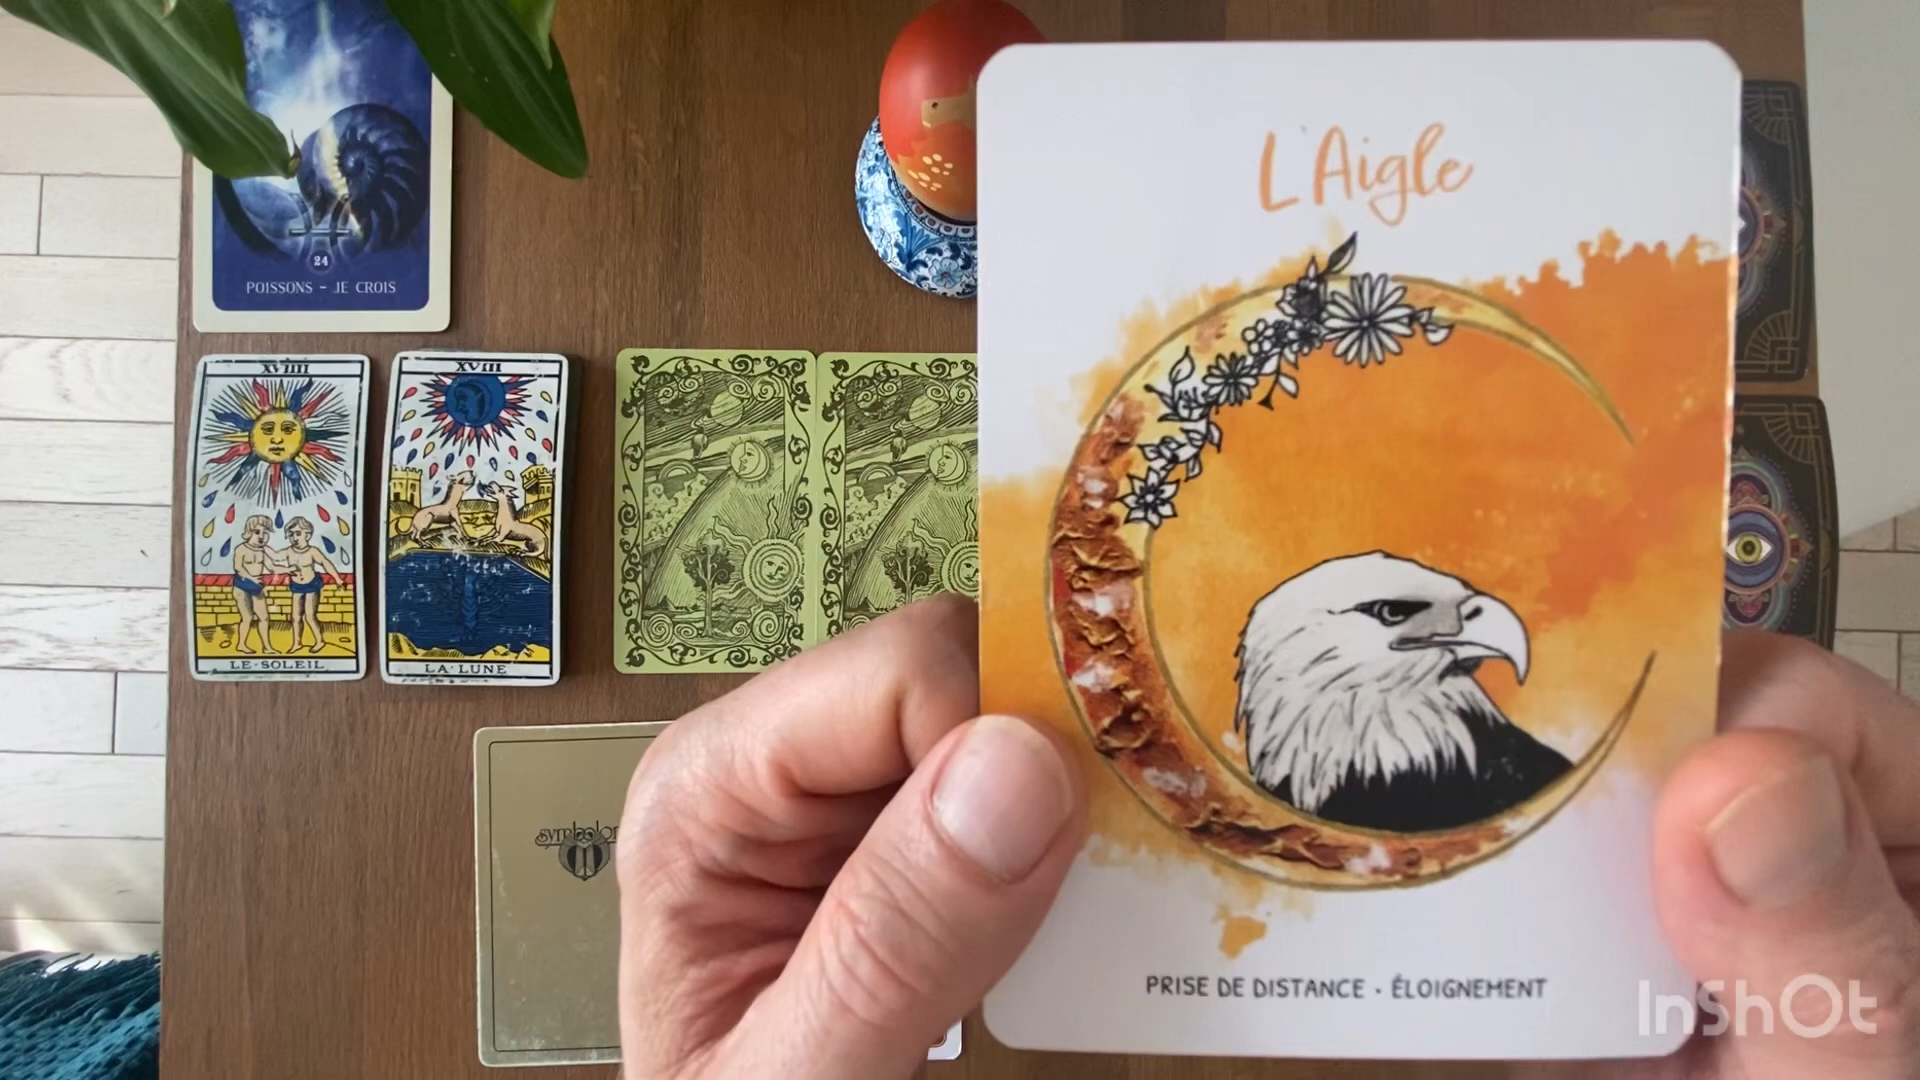 24
POISSONS - JE CROIS
XVIIII
LE·SOLEIL
XVIII
LA·LUNE
L'Aigle
PRISE DE DISTANCE • ÉLOIGNEMENT
InShOt